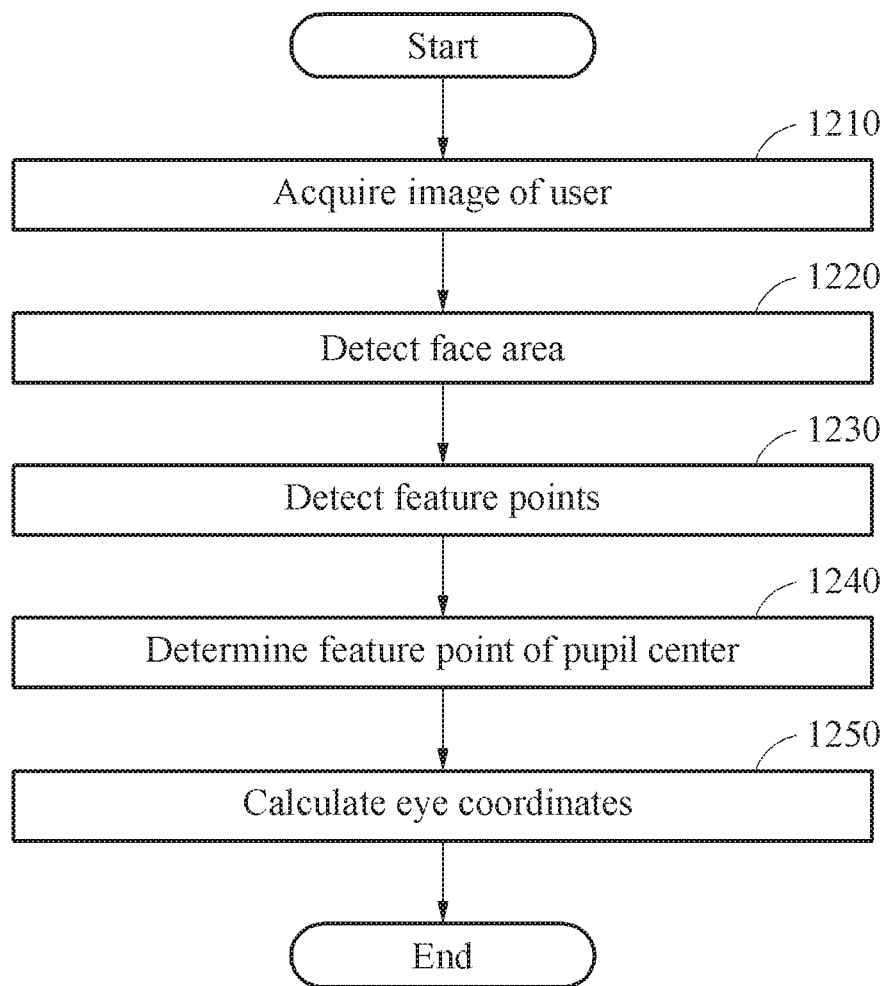 Start
1210
Acquire image of user
1220
Detect face area
1230
Detect feature points
1240
Determine feature point of pupil center
1250
Calculate eye coordinates
End